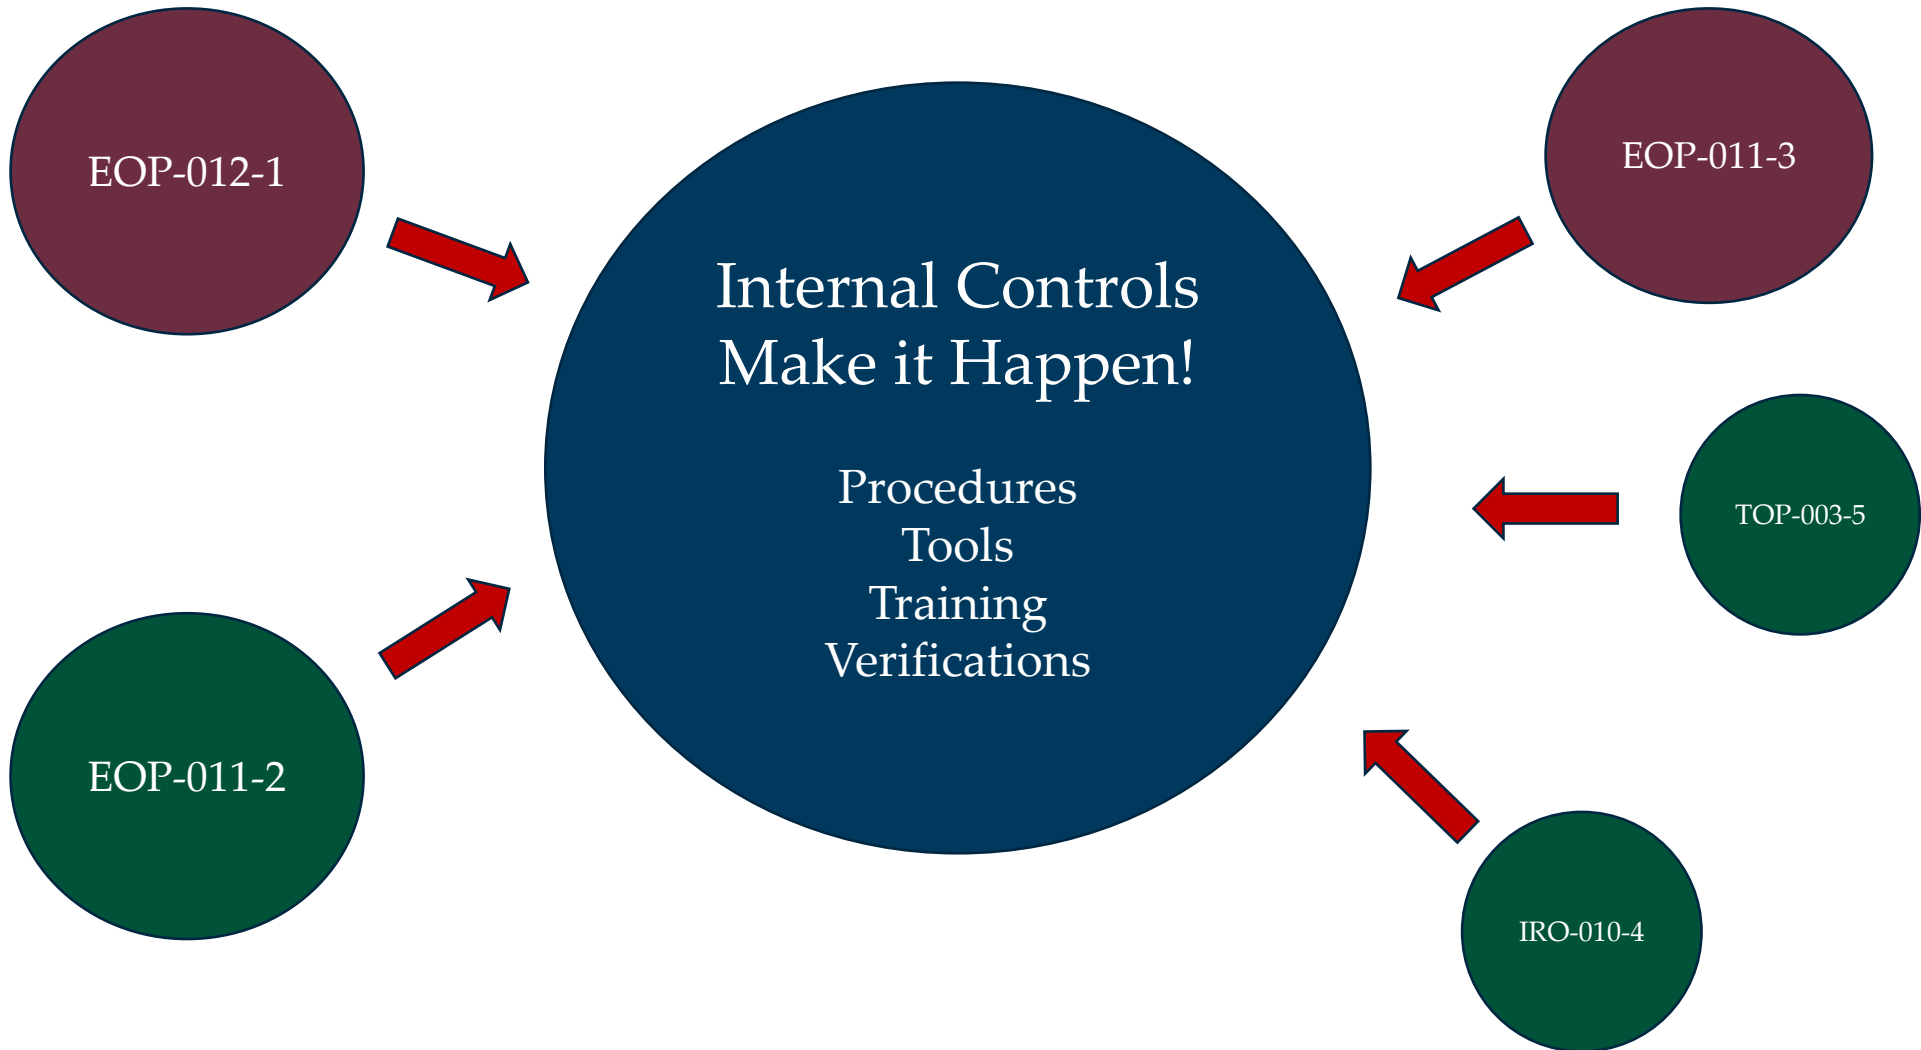 EOP-012-1
EOP-011-3
Internal Controls
Make it Happen!
Procedures
Tools
Training
Verifications
TOP-003-5
EOP-011-2
IRO-010-4